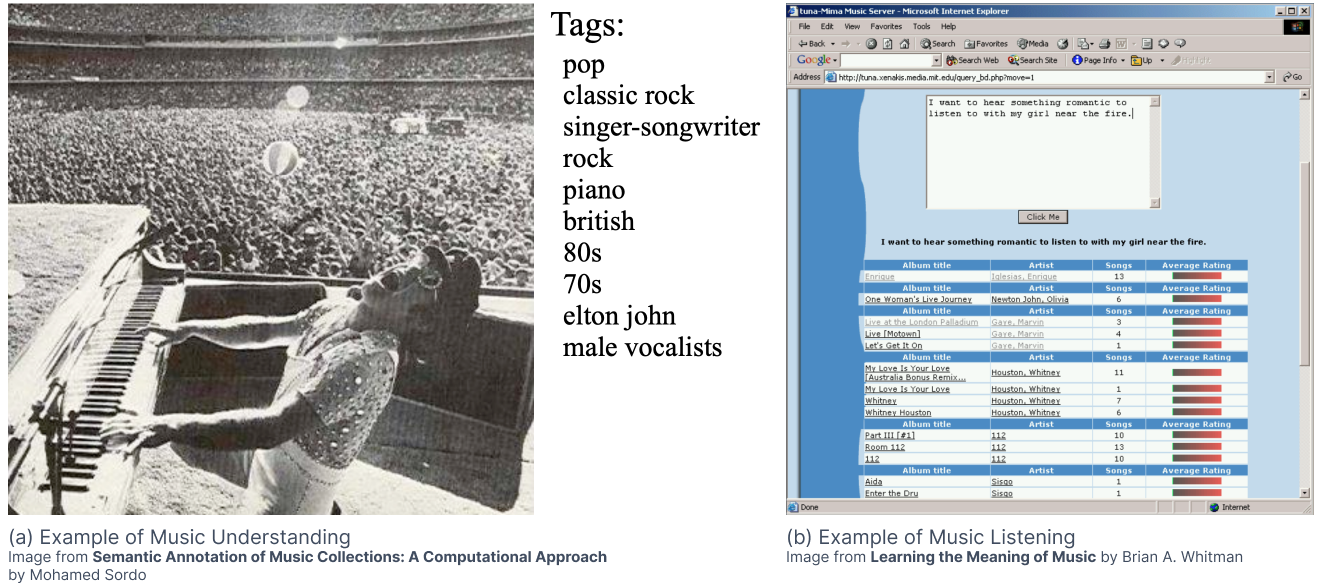 Tags:
pop
classic rock
singer-songwriter
rock
piano
british
80s
70s
elton john
male vocalists
(a) Example of Music Understanding
Image from Semantic Annotation of Music Collections: A Computational Approach
by Mohamed Sordo
tuna-Mima Music Server - Microsoft Internet Explorer
File Edit View Favorites Tools Help
Back Search Favorites Media
Google Search Web Search Site Page Info Up Highlight
Address http://tuna.xenakis.media.mit.edu/query_bd.php?move=1 Go
I want to hear something romantic to
listen to with my girl near the fire.
Click Me
I want to hear something romantic to listen to with my girl near the fire.
Album title Artist Songs Average Rating
Enrique Iglesias, Enrique 13
Album title Artist Songs Average Rating
One Woman's Live Journey Newton John, Olivia 6
Album title Artist Songs Average Rating
Live at the London Palladium Gaye, Marvin 3
Live [Motown] Gaye, Marvin 4
Let's Get It On Gaye, Marvin 1
Album title Artist Songs Average Rating
My Love Is Your Love
[Australia Bonus Remix... Houston, Whitney 11
My Love Is Your Love Houston, Whitney 1
Whitney Houston, Whitney 7
Whitney Houston Houston, Whitney 6
Album title Artist Songs Average Rating
Part III [#1] 112 10
Room 112 112 13
112 112 10
Album title Artist Songs Average Rating
Aida Sisqo 1
Enter the Dru Sisqo 1
Done Internet
(b) Example of Music Listening
Image from Learning the Meaning of Music by Brian A. Whitman